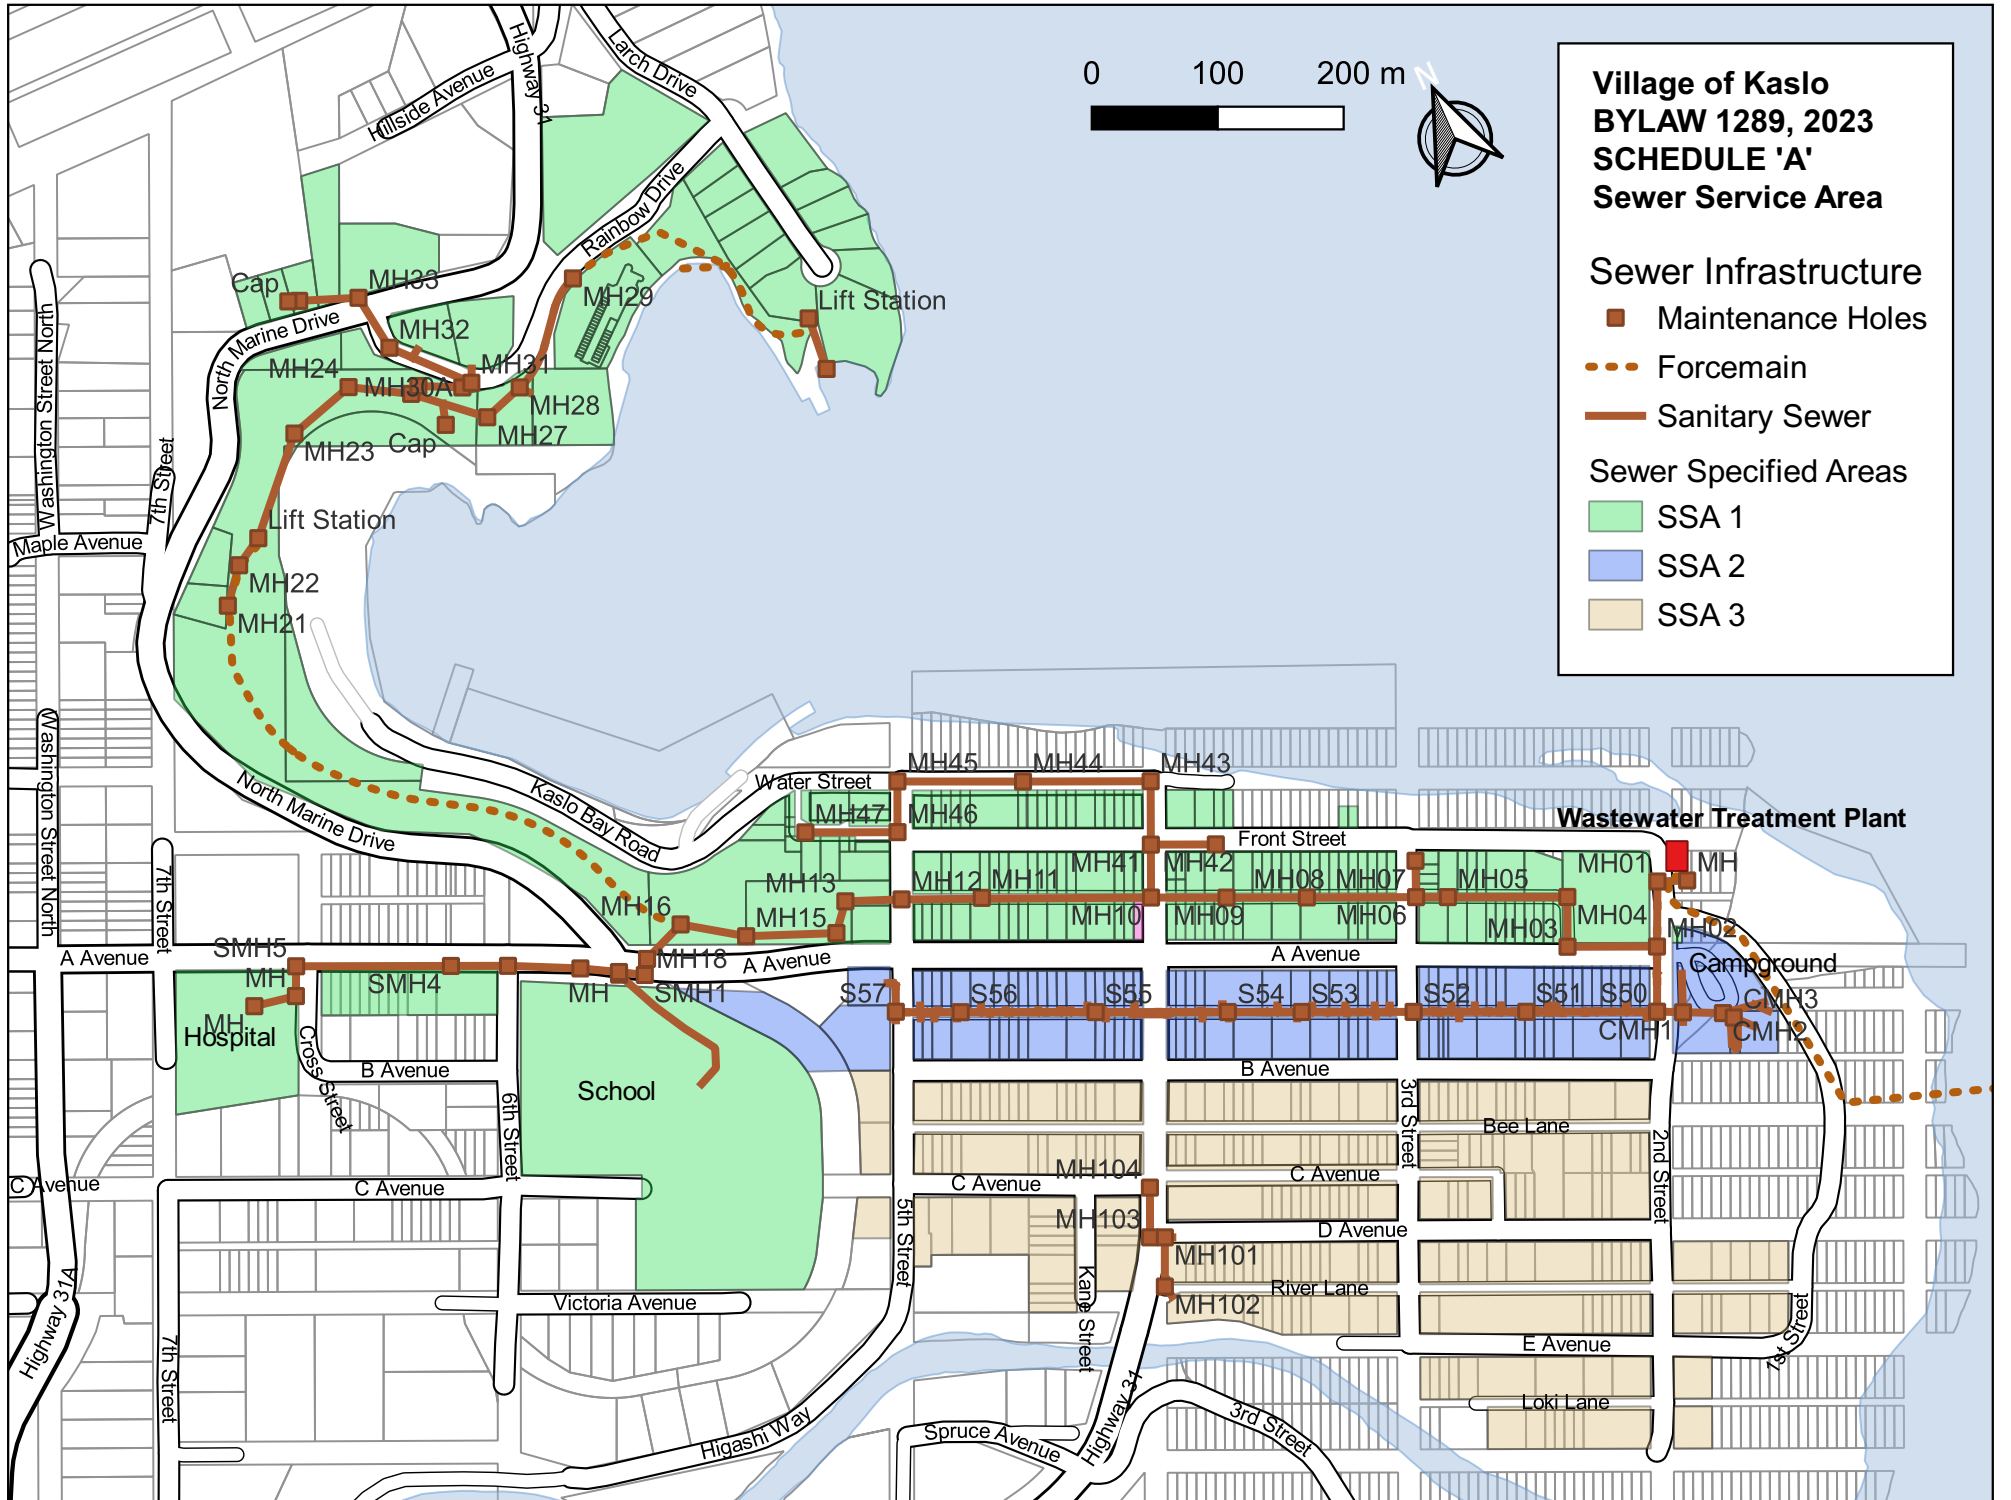 Village of Kaslo
BYLAW 1289, 2023
SCHEDULE 'A'
Sewer Service Area
Sewer Infrastructure
Maintenance Holes
Forcemain
Sanitary Sewer
Sewer Specified Areas
SSA 1
SSA 2
SSA 3
0 100 200 m
N
Highway 31
Larch Drive
Hillside Avenue
Rainbow Drive
Cap
MH33
MH29
Lift Station
North Marine Drive
MH32
MH24
MH30A
MH31
MH28
MH27
MH23
Cap
Washington Street North
7th Street
Maple Avenue
Lift Station
MH22
MH21
Washington Street North
North Marine Drive
Kaslo Bay Road
Water Street
MH45
MH44
MH43
MH47
MH46
Front Street
Wastewater Treatment Plant
MH41
MH42
MH01
MH
MH13
MH12
MH11
MH08
MH07
MH05
MH16
MH15
MH10
MH09
MH06
MH03
MH04
MH02
7th Street
A Avenue
SMH5
MH
MH
Hospital
SMH4
MH
MH18
SMH1
A Avenue
A Avenue
Campground
S57
S56
S55
S54
S53
S52
S51
S50
CMH1
CMH3
CMH2
Cross Street
B Avenue
School
B Avenue
6th Street
3rd Street
Bee Lane
2nd Street
C Avenue
C Avenue
C Avenue
C Avenue
MH104
MH103
D Avenue
5th Street
MH101
River Lane
MH102
Kane Street
Highway 31A
Victoria Avenue
E Avenue
1st Street
7th Street
Loki Lane
Higashi Way
Spruce Avenue
Highway 31
3rd Street